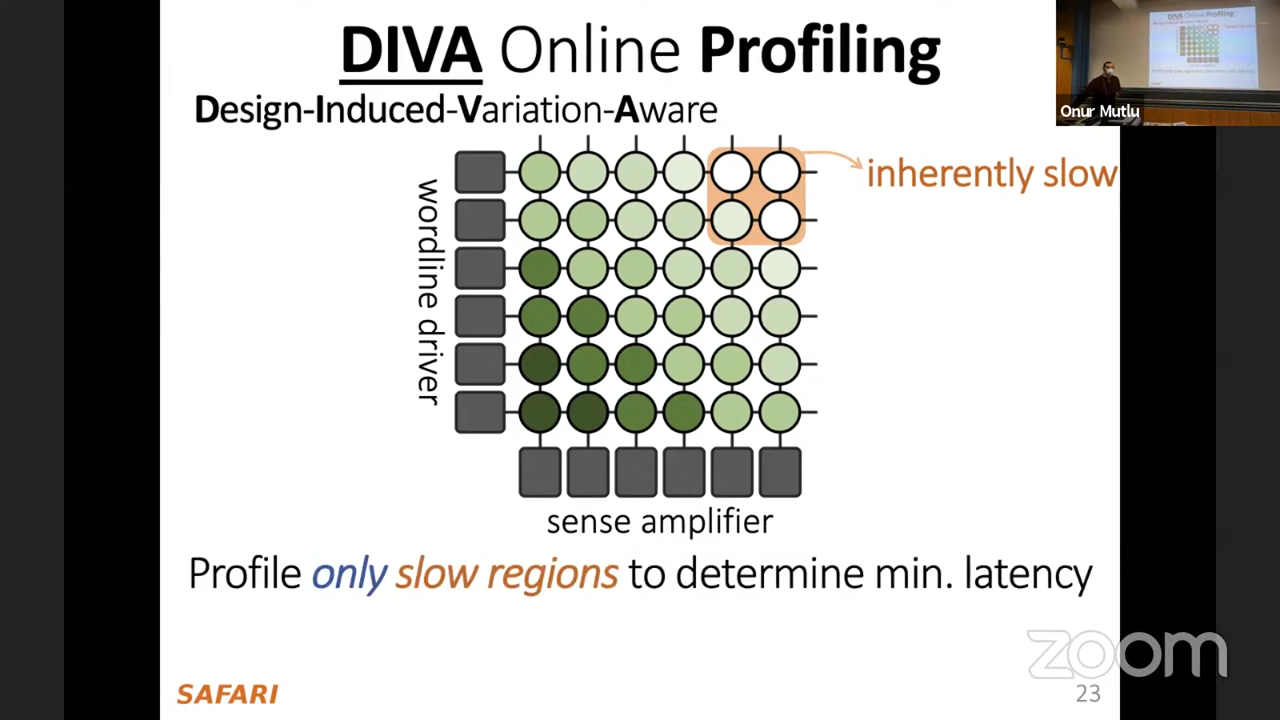 DIVA Online Profiling
Design-Induced-Variation-Aware
Onur Mutlu
inherently slow
wordline driver
sense amplifier
Profile only slow regions to determine min. latency
zoom
SAFARI
23